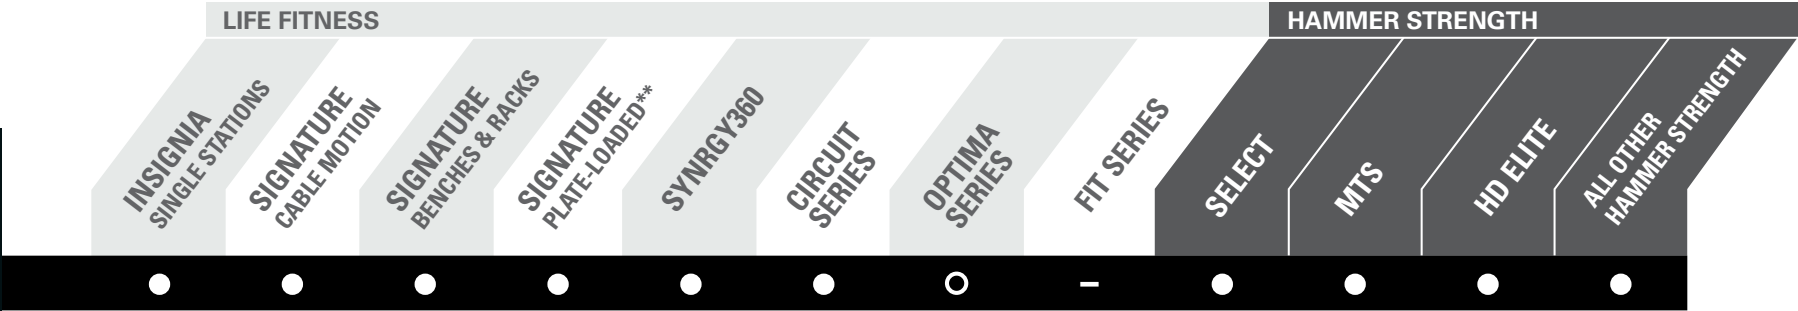 LIFE FITNESS
HAMMER STRENGTH
INSIGNIA
SINGLE STATIONS
SIGNATURE
CABLE MOTION
SIGNATURE
BENCHES & RACKS
SIGNATURE
PLATE-LOADED**
SYNRGY360
CIRCUIT
SERIES
OPTIMA
SERIES
FIT SERIES
SELECT
MTS
HD ELITE
ALL OTHER
HAMMER STRENGTH